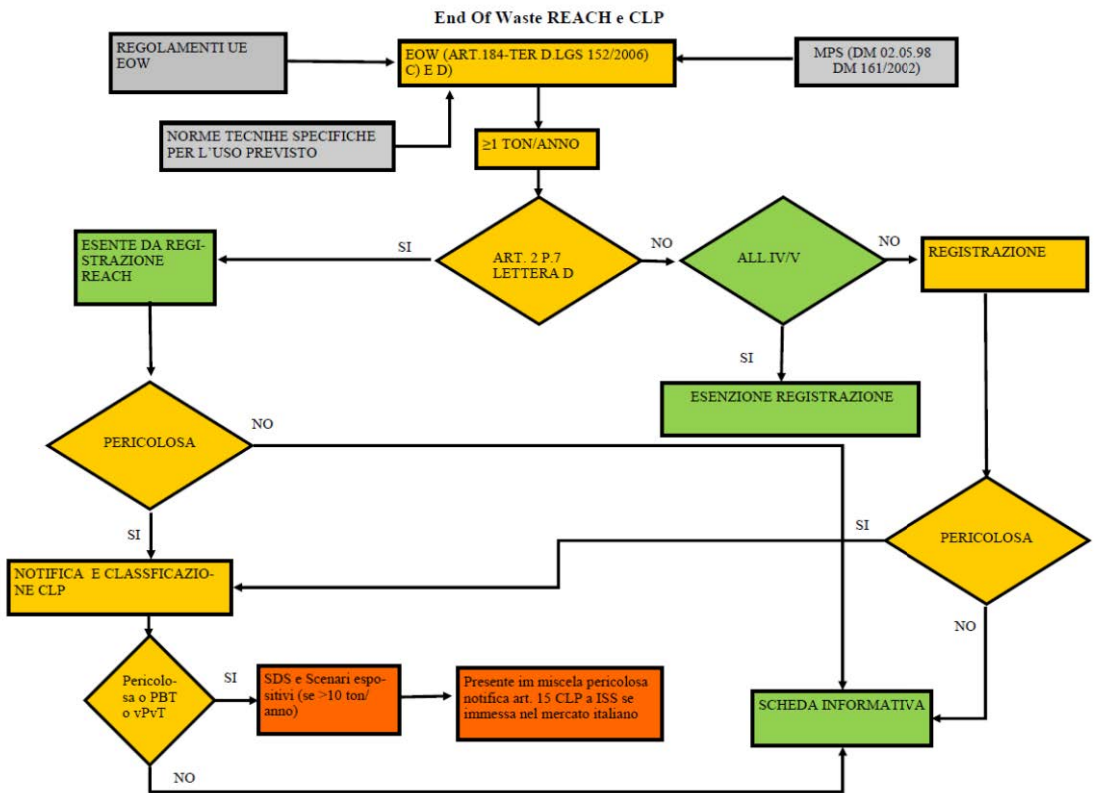 End Of Waste REACH e CLP
REGOLAMENTI UE
EOW
EOW (ART.184-TER D.LGS 152/2006)
C) E D)
MPS (DM 02.05.98
DM 161/2002)
NORME TECNIHE SPECIFICHE
PER L'USO PREVISTO
≥1 TON/ANNO
ESENTE DA REGI-
STRAZIONE
REACH
SI
ART. 2 P.7
LETTERA D
NO
ALL.IV/V
NO
REGISTRAZIONE
SI
ESENZIONE REGISTRAZIONE
PERICOLOSA
NO
SI
SI
PERICOLOSA
NOTIFICA E CLASSFICAZIO-
NE CLP
NO
Pericolo-
sa o PBT
o vPvT
SI
SDS e Scenari espo-
sitivi (se >10 ton/
anno)
Presente im miscela pericolosa
notifica art. 15 CLP a ISS se
immessa nel mercato italiano
SCHEDA INFORMATIVA
NO